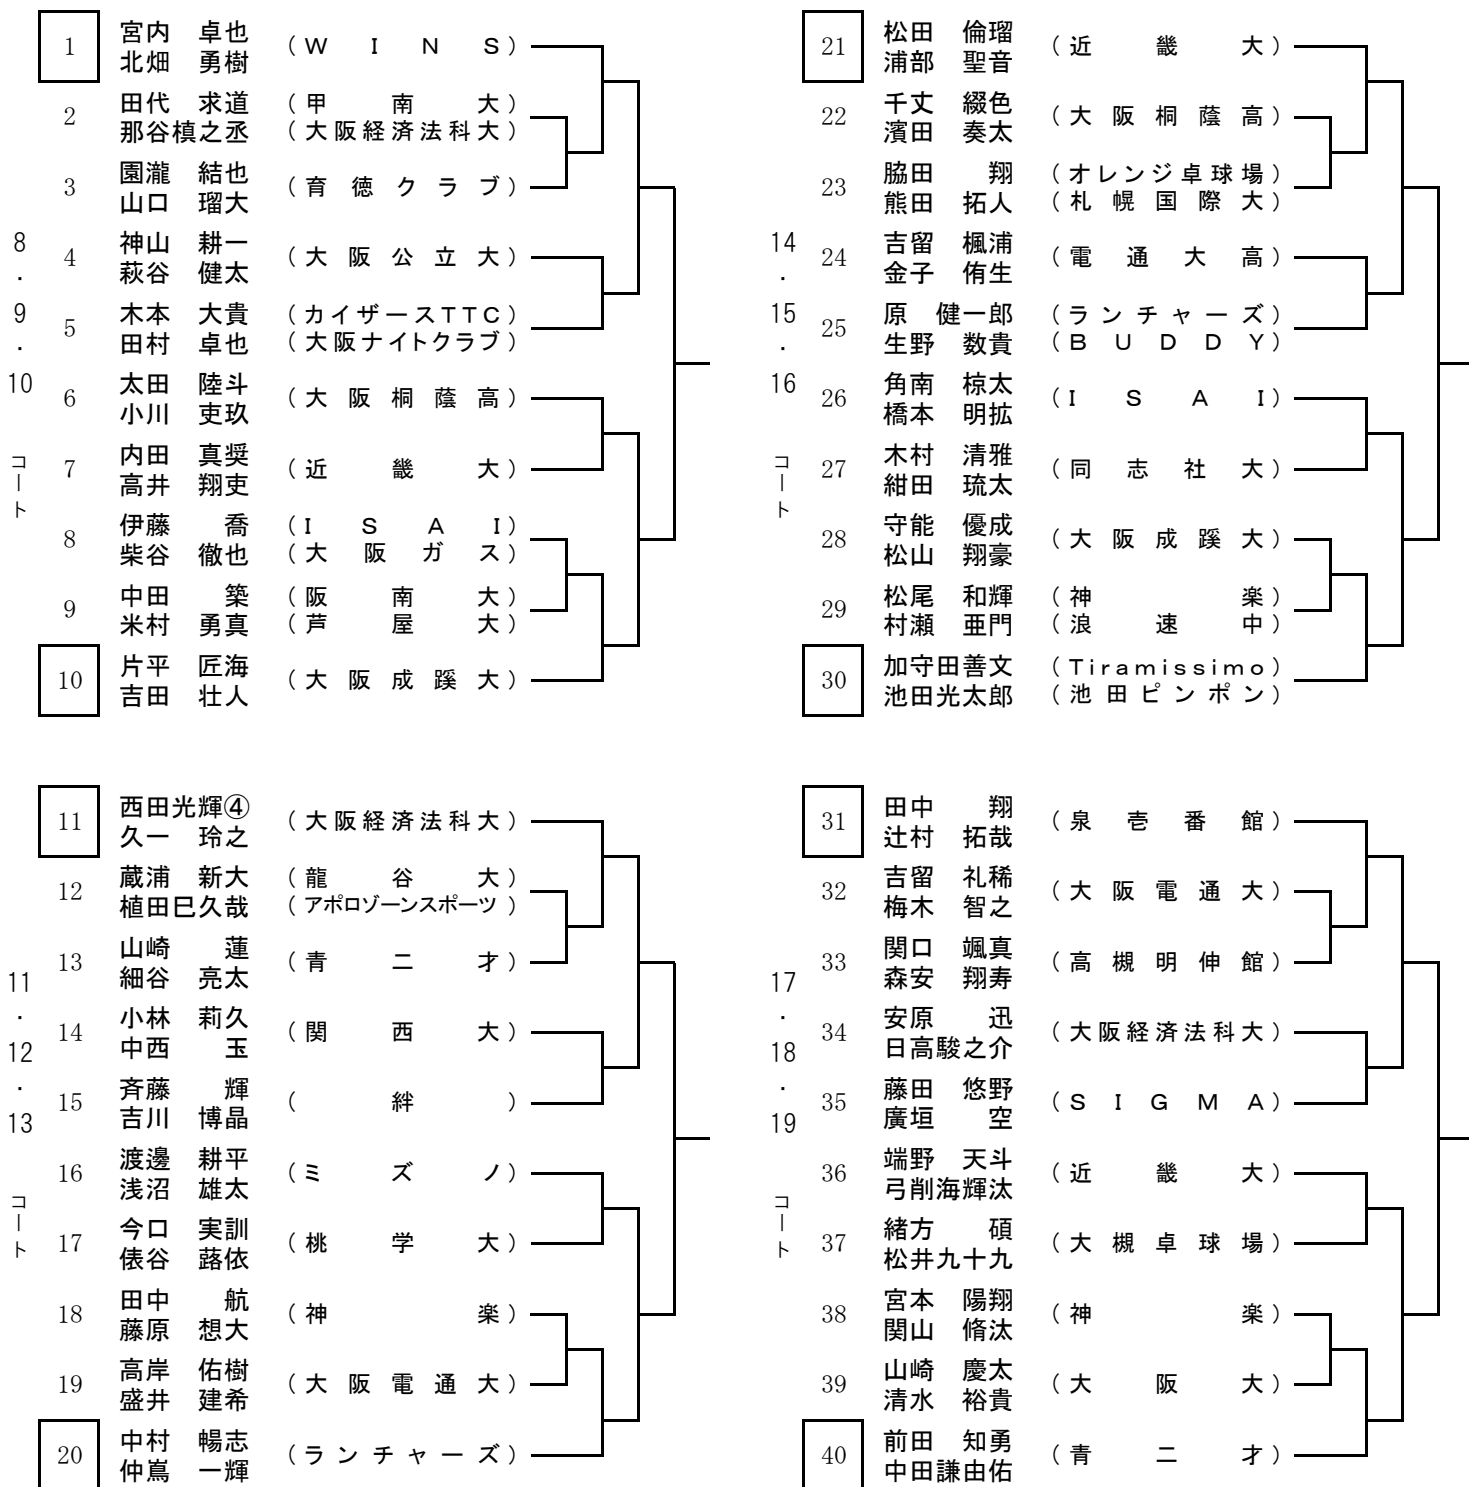 8・9・10 コート
1 宮内 卓也 (WINS)
北畑 勇樹
2 田代 求道 (甲南大)
那谷槙之丞 (大阪経済法科大)
3 園瀧 結也 (育徳クラブ)
山口 瑠大
4 神山 耕一 (大阪公立大)
萩谷 健太
5 木本 大貴 (カイザースTTC)
田村 卓也 (大阪ナイトクラブ)
6 太田 陸斗 (大阪桐蔭高)
小川 吏玖
7 内田 真奨 (近畿大)
高井 翔吏
8 伊藤 喬 (ISAI)
柴谷 徹也 (大阪ガス)
9 中田 築 (阪南大)
米村 勇真 (芦屋大)
10 片平 匠海 (大阪成蹊大)
吉田 壮人
11・12・13 コート
11 西田光輝④ (大阪経済法科大)
久一 玲之
12 蔵浦 新大 (龍谷大)
植田巳久哉 (アポロゾーンスポーツ)
13 山崎 蓮 (青二才)
細谷 亮太
14 小林 莉久 (関西大)
中西 玉
15 斉藤 輝 (絆)
吉川 博晶
16 渡邊 耕平 (ミズノ)
浅沼 雄太
17 今口 実訓 (桃学大)
俵谷 蕗依
18 田中 航 (神楽)
藤原 想大
19 高岸 佑樹 (大阪電通大)
盛井 建希
20 中村 暢志 (ランチャーズ)
仲嶌 一輝
14・15・16 コート
21 松田 倫瑠 (近畿大)
浦部 聖音
22 千丈 綴色 (大阪桐蔭高)
濱田 奏太
23 脇田 翔 (オレンジ卓球場)
熊田 拓人 (札幌国際大)
24 吉留 楓浦 (電通大高)
金子 侑生
25 原 健一郎 (ランチャーズ)
生野 数貴 (BUDDY)
26 角南 椋太 (ISAI)
橋本 明拡
27 木村 清雅 (同志社大)
紺田 琉太
28 守能 優成 (大阪成蹊大)
松山 翔豪
29 松尾 和輝 (神楽)
村瀬 亜門 (浪速中)
30 加守田善文 (Tiramissimo)
池田光太郎 (池田ピンポン)
17・18・19 コート
31 田中 翔 (泉壱番館)
辻村 拓哉
32 吉留 礼稀 (大阪電通大)
梅木 智之
33 関口 颯真 (高槻明伸館)
森安 翔寿
34 安原 迅 (大阪経済法科大)
日高駿之介
35 藤田 悠野 (SIGMA)
廣垣 空
36 端野 天斗 (近畿大)
弓削海輝汰
37 緒方 碩 (大槻卓球場)
松井九十九
38 宮本 陽翔 (神楽)
関山 脩汰
39 山崎 慶太 (大阪大)
清水 裕貴
40 前田 知勇 (青二才)
中田謙由佑